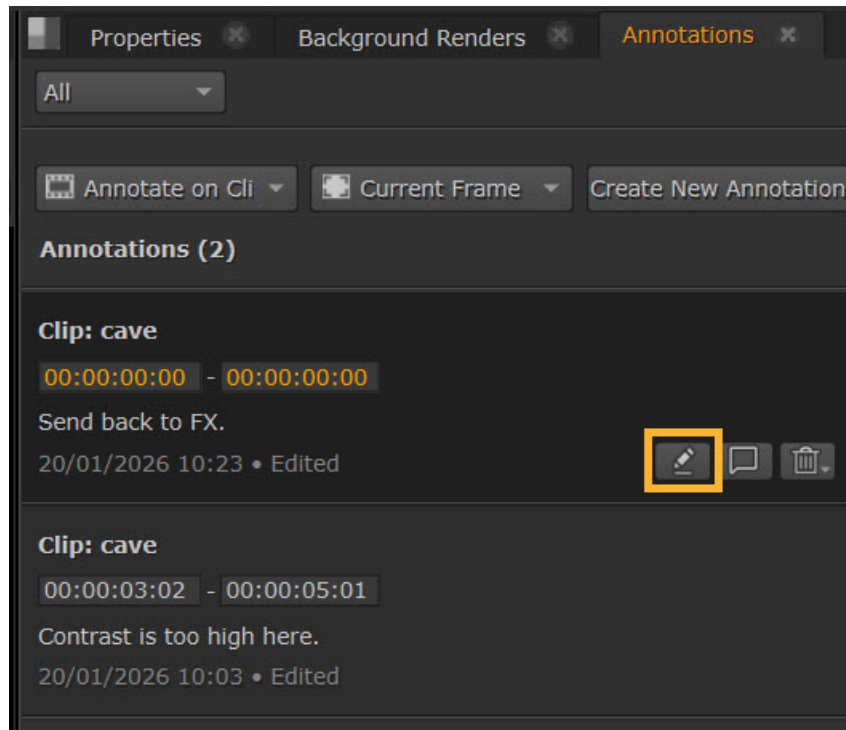 Properties Background Renders Annotations
All
Annotate on Cli Current Frame Create New Annotation
Annotations (2)
Clip: cave
00:00:00:00 - 00:00:00:00
Send back to FX.
20/01/2026 10:23 • Edited
Clip: cave
00:00:03:02 - 00:00:05:01
Contrast is too high here.
20/01/2026 10:03 • Edited